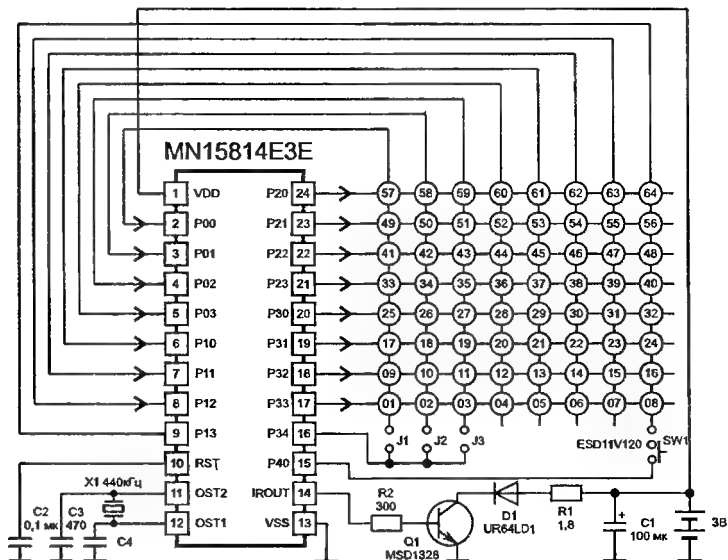 MN15814E3E
1 VDD P20 24 57 58 59 60 61 62 63 64
2 P00 P21 23 49 50 51 52 53 54 55 56
3 P01 P22 22 41 42 43 44 45 46 47 48
4 P02 P23 21 33 34 35 36 37 38 39 40
5 P03 P30 20 25 26 27 28 29 30 31 32
6 P10 P31 19 17 18 19 20 21 22 23 24
7 P11 P32 18 09 10 11 12 13 14 15 16
8 P12 P33 17 01 02 03 04 05 06 07 08
9 P13 P34 16 J1 J2 J3 ESD11V120 SW1
10 RST P40 15
X1 440кГц
11 OST2 IROUT 14
12 OST1 VSS 13
C2
0,1 мк
C3
470
C4
R2
300
Q1
MSD1328
D1
UR64LD1
R1
1,8
+
C1
100 мк
3В